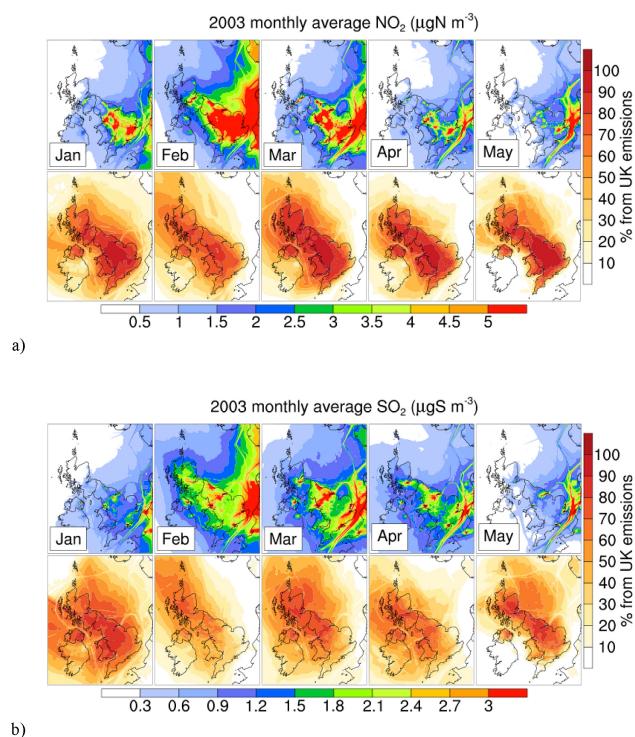 2003 monthly average NO2 (µgN m-3)
Jan
Feb
Mar
Apr
May
100
90
80
70
60
50
40
30
20
10
% from UK emissions
0.5 1 1.5 2 2.5 3 3.5 4 4.5 5
a)
2003 monthly average SO2 (µgS m-3)
Jan
Feb
Mar
Apr
May
100
90
80
70
60
50
40
30
20
10
% from UK emissions
0.3 0.6 0.9 1.2 1.5 1.8 2.1 2.4 2.7 3
b)